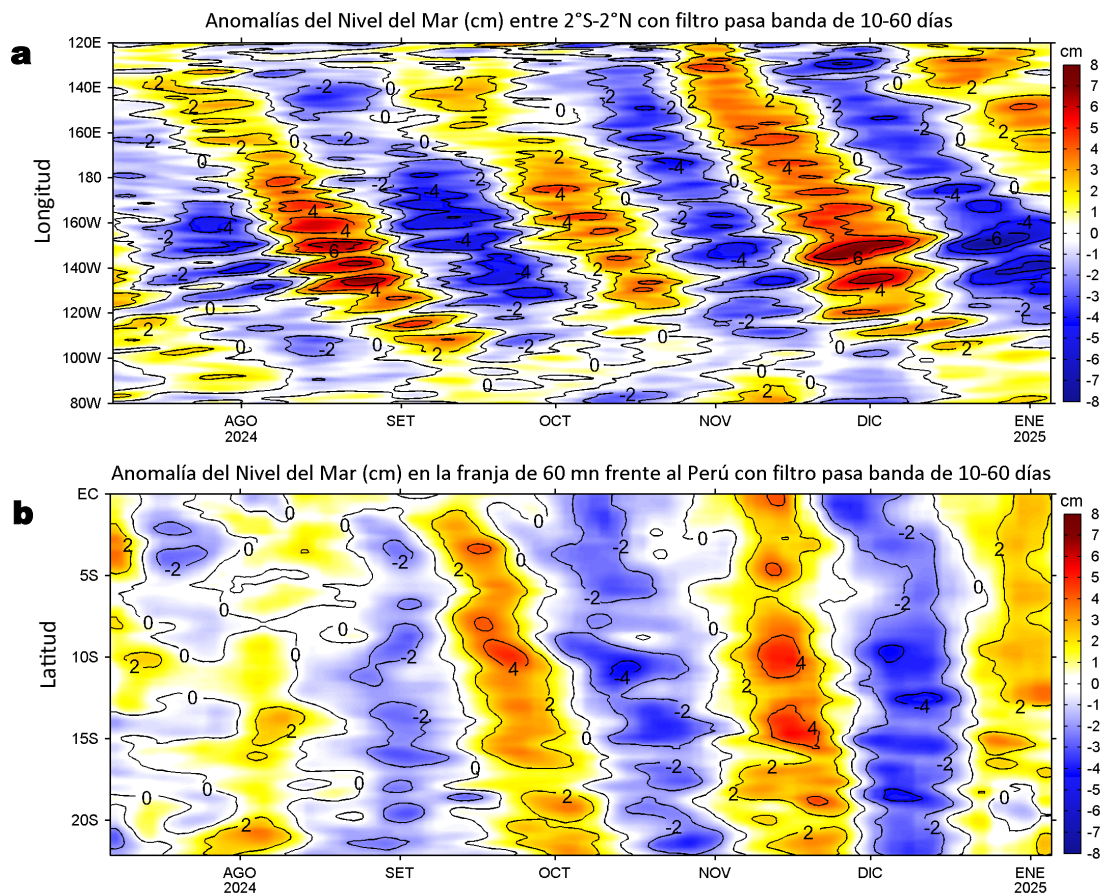 Anomalías del Nivel del Mar (cm) entre 2°S-2°N con filtro pasa banda de 10-60 días
a
cm
Longitud
120E
140E
160E
180
160W
140W
120W
100W
80W
8
7
6
5
4
3
2
1
0
-1
-2
-3
-4
-5
-6
-7
-8
AGO
2024
SET
OCT
NOV
DIC
ENE
2025
Anomalía del Nivel del Mar (cm) en la franja de 60 mn frente al Perú con filtro pasa banda de 10-60 días
b
cm
Latitud
EC
5S
10S
15S
20S
8
7
6
5
4
3
2
1
0
-1
-2
-3
-4
-5
-6
-7
-8
AGO
2024
SET
OCT
NOV
DIC
ENE
2025